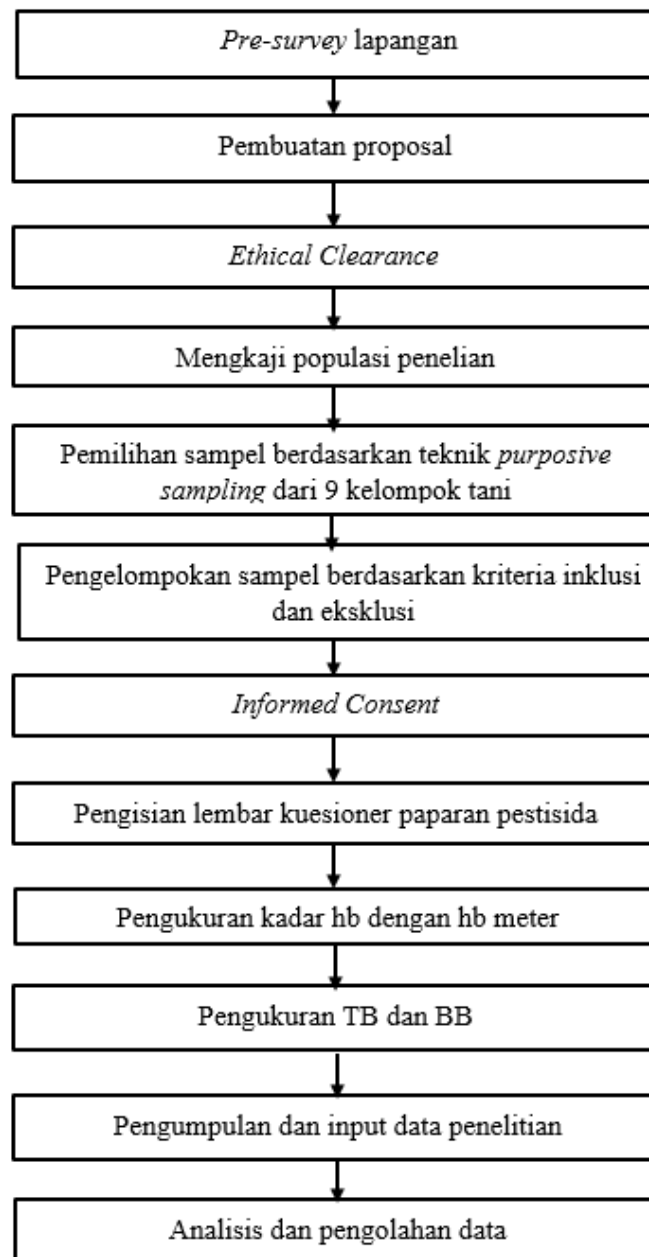 Pre-survey lapangan
Pembuatan proposal
Ethical Clearance
Mengkaji populasi penelian
Pemilihan sampel berdasarkan teknik purposive
sampling dari 9 kelompok tani
Pengelompokan sampel berdasarkan kriteria inklusi
dan eksklusi
Informed Consent
Pengisian lembar kuesioner paparan pestisida
Pengukuran kadar hb dengan hb meter
Pengukuran TB dan BB
Pengumpulan dan input data penelitian
Analisis dan pengolahan data